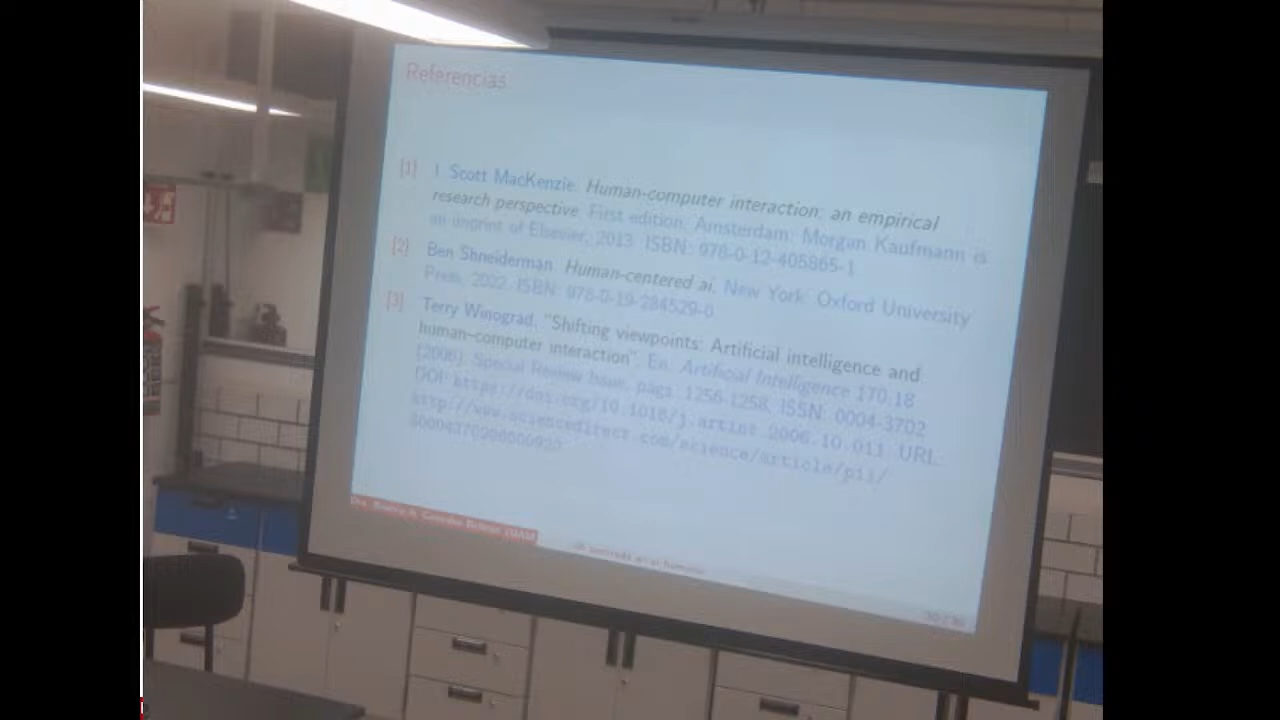 Referencias
[1] I. Scott MacKenzie. Human-computer interaction: an empirical
research perspective. First edition. Amsterdam: Morgan Kaufmann is
an imprint of Elsevier, 2013. ISBN: 978-0-12-405865-1.
[2] Ben Shneiderman. Human-centered ai. New York: Oxford University
Press, 2022. ISBN: 978-0-19-284529-0.
[3] Terry Winograd. "Shifting viewpoints: Artificial intelligence and
human–computer interaction". En: Artificial Intelligence 170.18
(2006). Special Review Issue, págs. 1256-1258. ISSN: 0004-3702.
DOI: https://doi.org/10.1016/j.artint.2006.10.011. URL:
http://www.sciencedirect.com/science/article/pii/